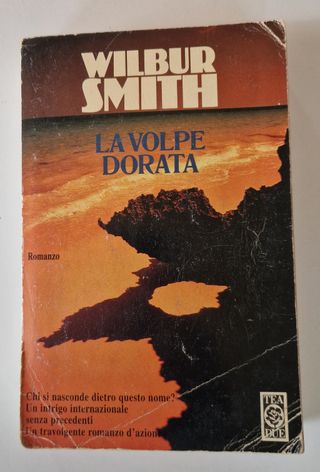 WILBUR
SMITH
LA VOLPE
DORATA
Romanzo
Chi si nasconde dietro questo nome?
Un intrigo internazionale
senza precedenti
Un travolgente romanzo d'azione
TEA
DUE